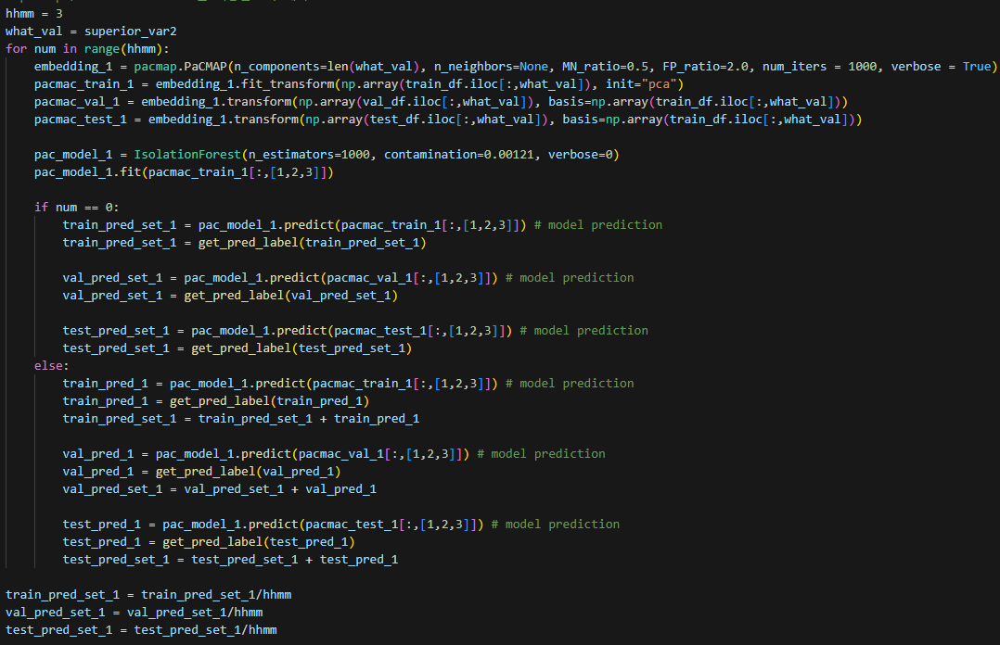 hhmm = 3
what_val = superior_var2
for num in range(hhmm):
    embedding_1 = pacmap.PaCMAP(n_components=len(what_val), n_neighbors=None, MN_ratio=0.5, FP_ratio=2.0, num_iters = 1000, verbose = True)
    pacmac_train_1 = embedding_1.fit_transform(np.array(train_df.iloc[:,what_val]), init="pca")
    pacmac_val_1 = embedding_1.transform(np.array(val_df.iloc[:,what_val]), basis=np.array(train_df.iloc[:,what_val]))
    pacmac_test_1 = embedding_1.transform(np.array(test_df.iloc[:,what_val]), basis=np.array(train_df.iloc[:,what_val]))

    pac_model_1 = IsolationForest(n_estimators=1000, contamination=0.00121, verbose=0)
    pac_model_1.fit(pacmac_train_1[:,[1,2,3]])

    if num == 0:
        train_pred_set_1 = pac_model_1.predict(pacmac_train_1[:,[1,2,3]]) # model prediction
        train_pred_set_1 = get_pred_label(train_pred_set_1)

        val_pred_set_1 = pac_model_1.predict(pacmac_val_1[:,[1,2,3]]) # model prediction
        val_pred_set_1 = get_pred_label(val_pred_set_1)

        test_pred_set_1 = pac_model_1.predict(pacmac_test_1[:,[1,2,3]]) # model prediction
        test_pred_set_1 = get_pred_label(test_pred_set_1)
    else:
        train_pred_1 = pac_model_1.predict(pacmac_train_1[:,[1,2,3]]) # model prediction
        train_pred_1 = get_pred_label(train_pred_1)
        train_pred_set_1 = train_pred_set_1 + train_pred_1

        val_pred_1 = pac_model_1.predict(pacmac_val_1[:,[1,2,3]]) # model prediction
        val_pred_1 = get_pred_label(val_pred_1)
        val_pred_set_1 = val_pred_set_1 + val_pred_1

        test_pred_1 = pac_model_1.predict(pacmac_test_1[:,[1,2,3]]) # model prediction
        test_pred_1 = get_pred_label(test_pred_1)
        test_pred_set_1 = test_pred_set_1 + test_pred_1

train_pred_set_1 = train_pred_set_1/hhmm
val_pred_set_1 = val_pred_set_1/hhmm
test_pred_set_1 = test_pred_set_1/hhmm